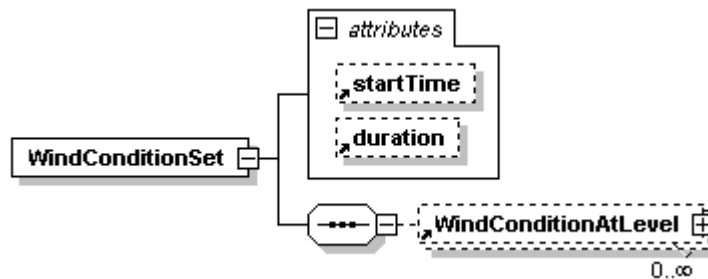 attributes
startTime
duration
WindConditionSet
WindConditionAtLevel
0..∞